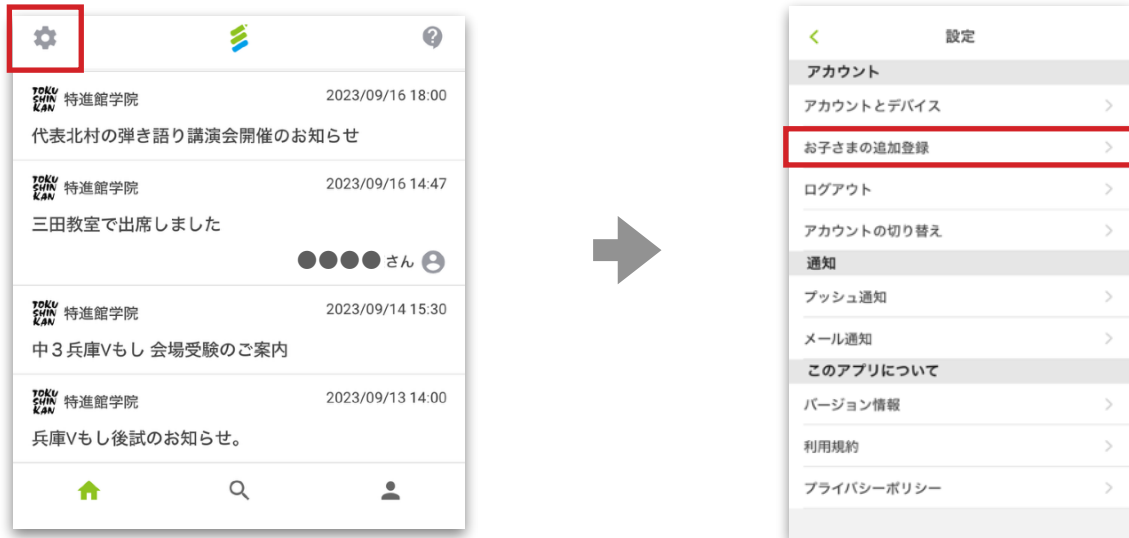 TOKU SHIN KAN 特進館学院 2023/09/16 18:00
代表北村の弾き語り講演会開催のお知らせ
TOKU SHIN KAN 特進館学院 2023/09/16 14:47
三田教室で出席しました
●●●●さん
TOKU SHIN KAN 特進館学院 2023/09/14 15:30
中３兵庫Vもし 会場受験のご案内
TOKU SHIN KAN 特進館学院 2023/09/13 14:00
兵庫Vもし後試のお知らせ。
設定
アカウント
アカウントとデバイス
お子さまの追加登録
ログアウト
アカウントの切り替え
通知
プッシュ通知
メール通知
このアプリについて
バージョン情報
利用規約
プライバシーポリシー